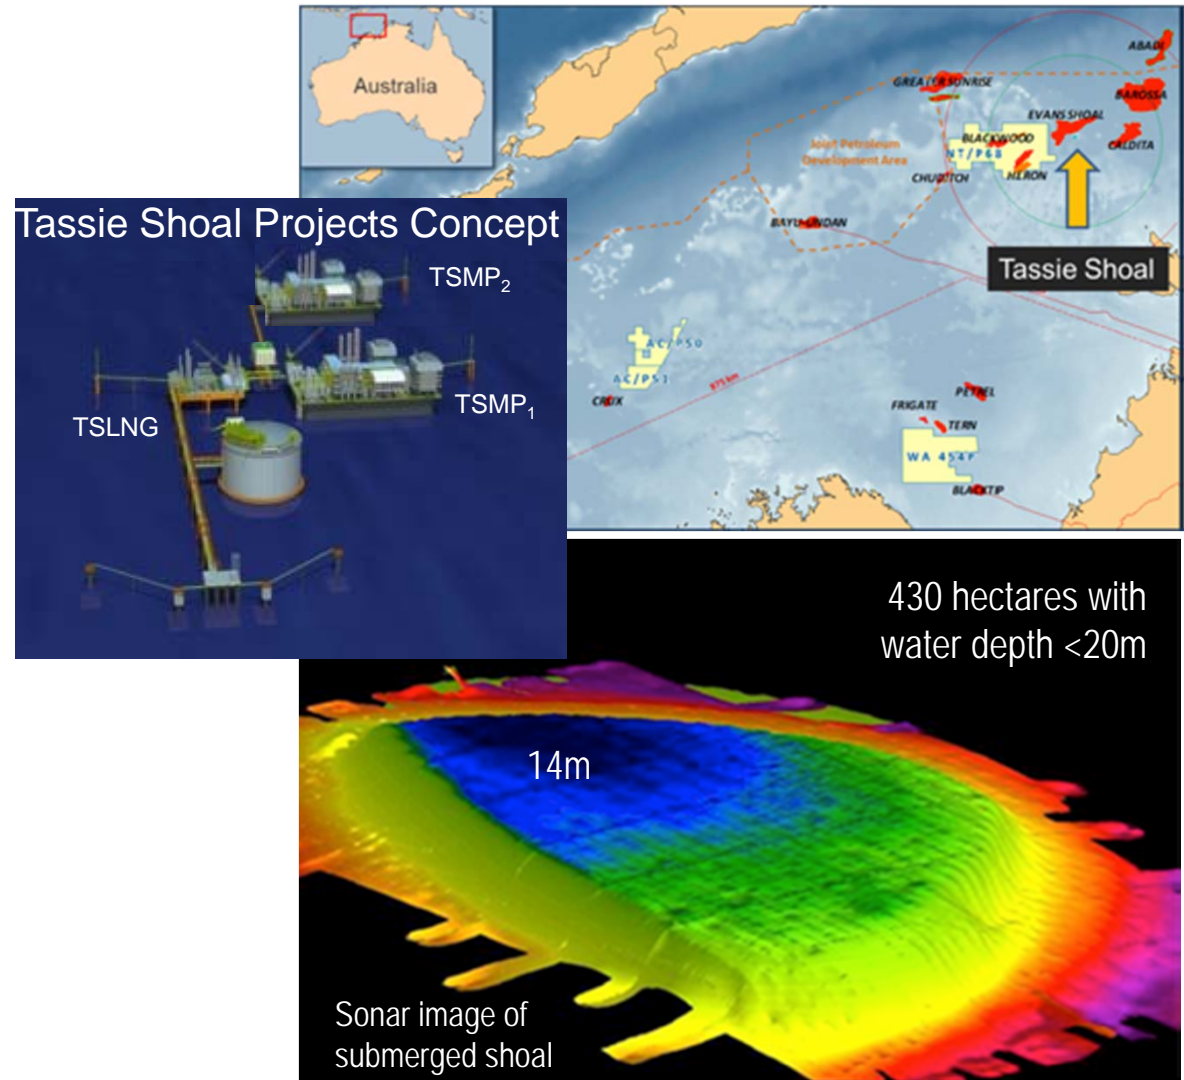 Australia
ABADI
GREATER SUNRISE
BAROSSA
EVANS SHOAL
Joint Petroleum
Development Area
BLACKWOOD
CALDITA
NT/P68
HERON
CHUDITCH
BAYU-UNDAN
Tassie Shoal
AC/P50
AC/P51
875 km
CRUX
PETREL
FRIGATE
TERN
WA 454P
BLACKTIP
Tassie Shoal Projects Concept
TSMP₂
TSMP₁
TSLNG
430 hectares with
water depth <20m
14m
Sonar image of
submerged shoal